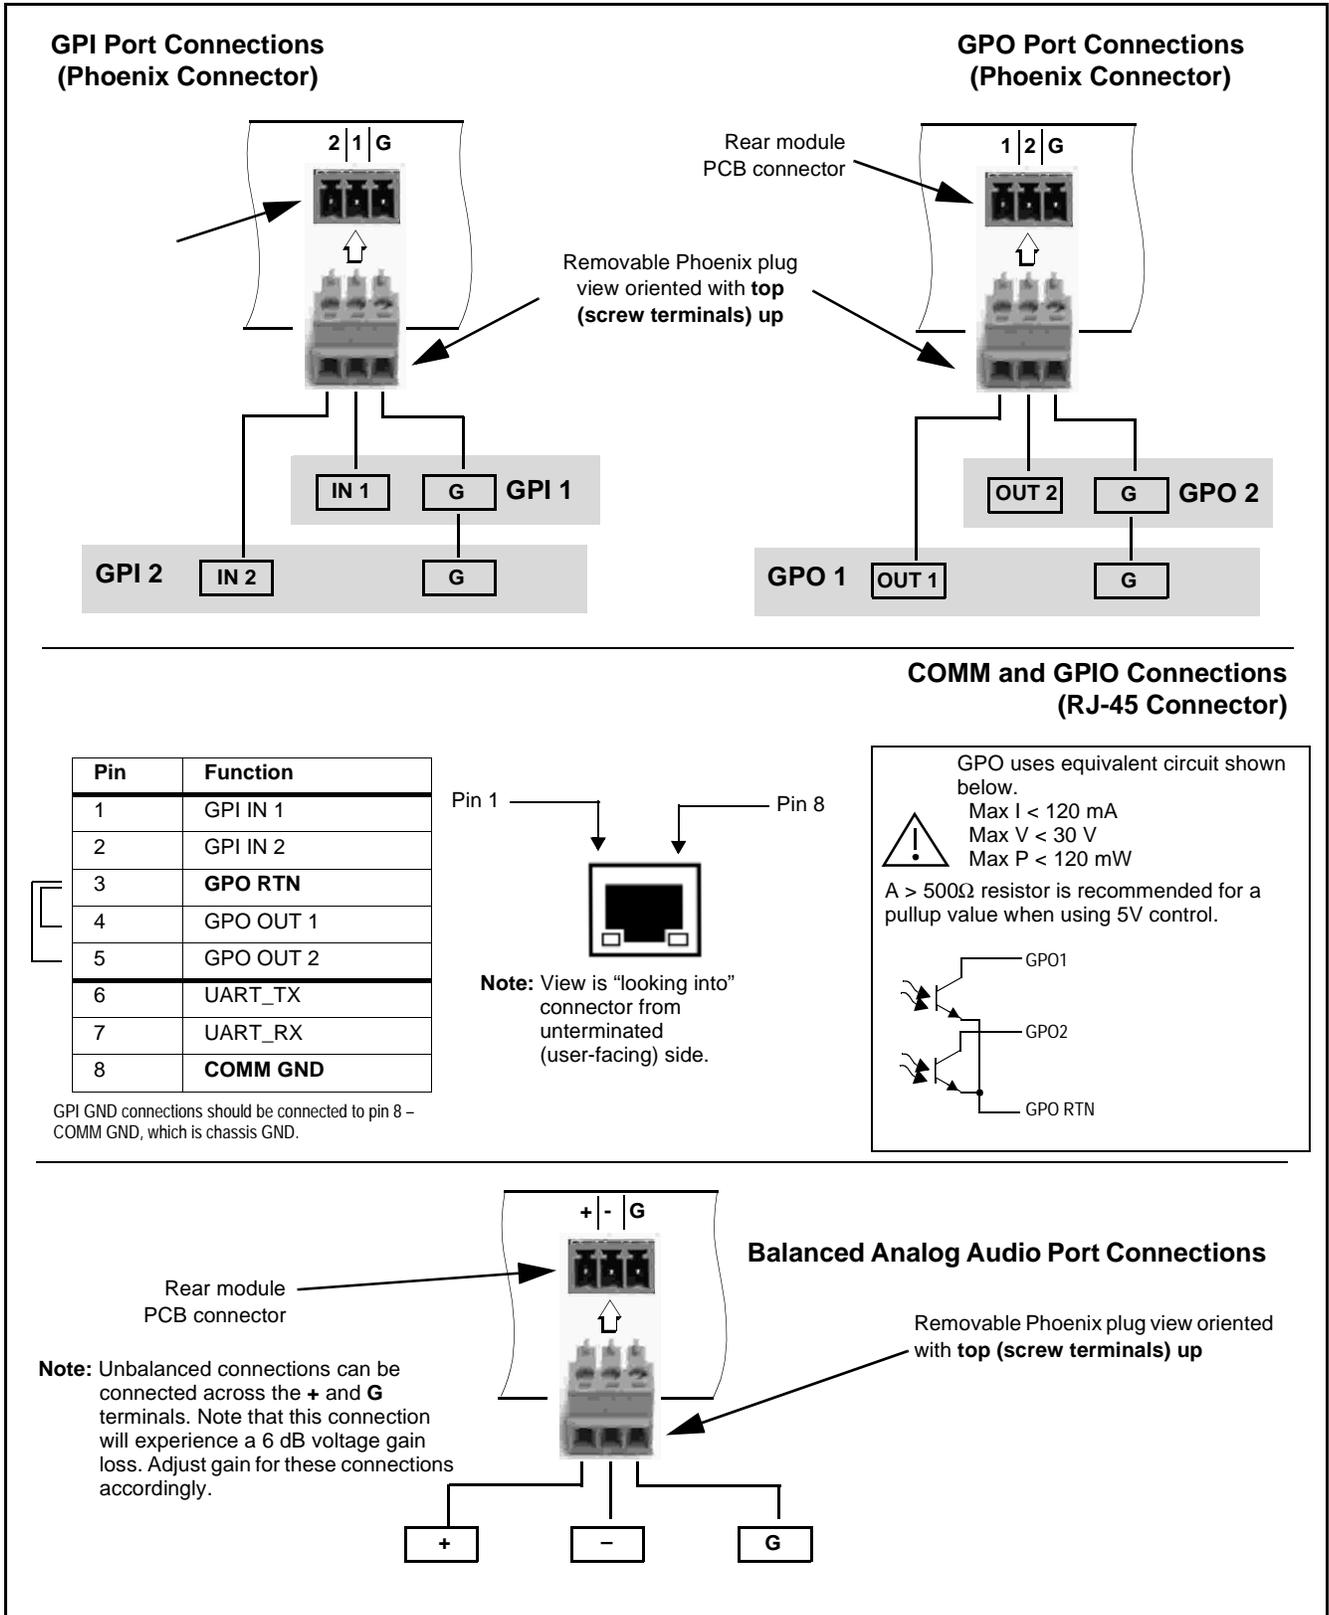 GPI Port Connections
(Phoenix Connector)
2 1 G
IN 1
G
GPI 1
GPI 2
IN 2
G
GPO Port Connections
(Phoenix Connector)
Rear module
PCB connector
1 2 G
Removable Phoenix plug
view oriented with top
(screw terminals) up
OUT 2
G
GPO 2
GPO 1
OUT 1
G
COMM and GPIO Connections
(RJ-45 Connector)
Pin Function
1 GPI IN 1
2 GPI IN 2
3 GPO RTN
4 GPO OUT 1
5 GPO OUT 2
6 UART_TX
7 UART_RX
8 COMM GND
GPI GND connections should be connected to pin 8 –
COMM GND, which is chassis GND.
Pin 1
Pin 8
Note: View is “looking into”
connector from
unterminated
(user-facing) side.
GPO uses equivalent circuit shown
below.
Max I < 120 mA
Max V < 30 V
Max P < 120 mW
A > 500Ω resistor is recommended for a
pullup value when using 5V control.
GPO1
GPO2
GPO RTN
+ - G
Balanced Analog Audio Port Connections
Rear module
PCB connector
Removable Phoenix plug view oriented
with top (screw terminals) up
Note: Unbalanced connections can be
connected across the + and G
terminals. Note that this connection
will experience a 6 dB voltage gain
loss. Adjust gain for these connections
accordingly.
+
–
G